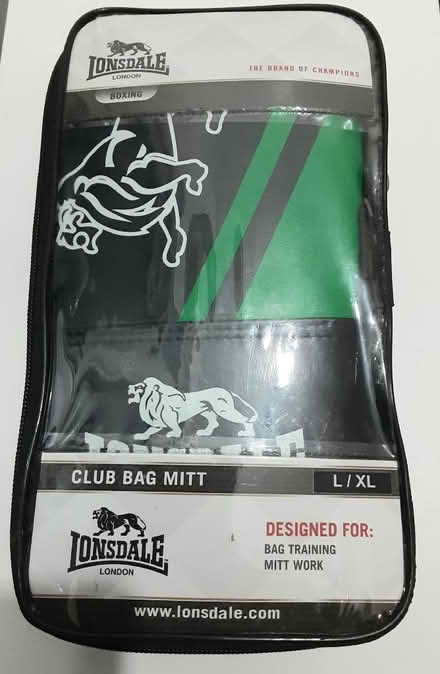 LONSDALE
LONDON
THE BRAND OF CHAMPIONS
BOXING
LONSDALE
CLUB BAG MITT
L / XL
LONSDALE
LONDON
DESIGNED FOR:
BAG TRAINING
MITT WORK
www.lonsdale.com